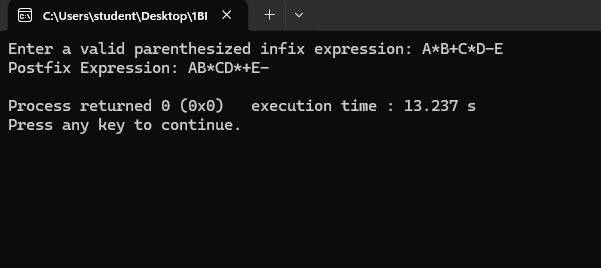 C:\Users\student\Desktop\1BI
Enter a valid parenthesized infix expression: A*B+C*D-E
Postfix Expression: AB*CD*+E-
Process returned 0 (0x0)   execution time : 13.237 s
Press any key to continue.